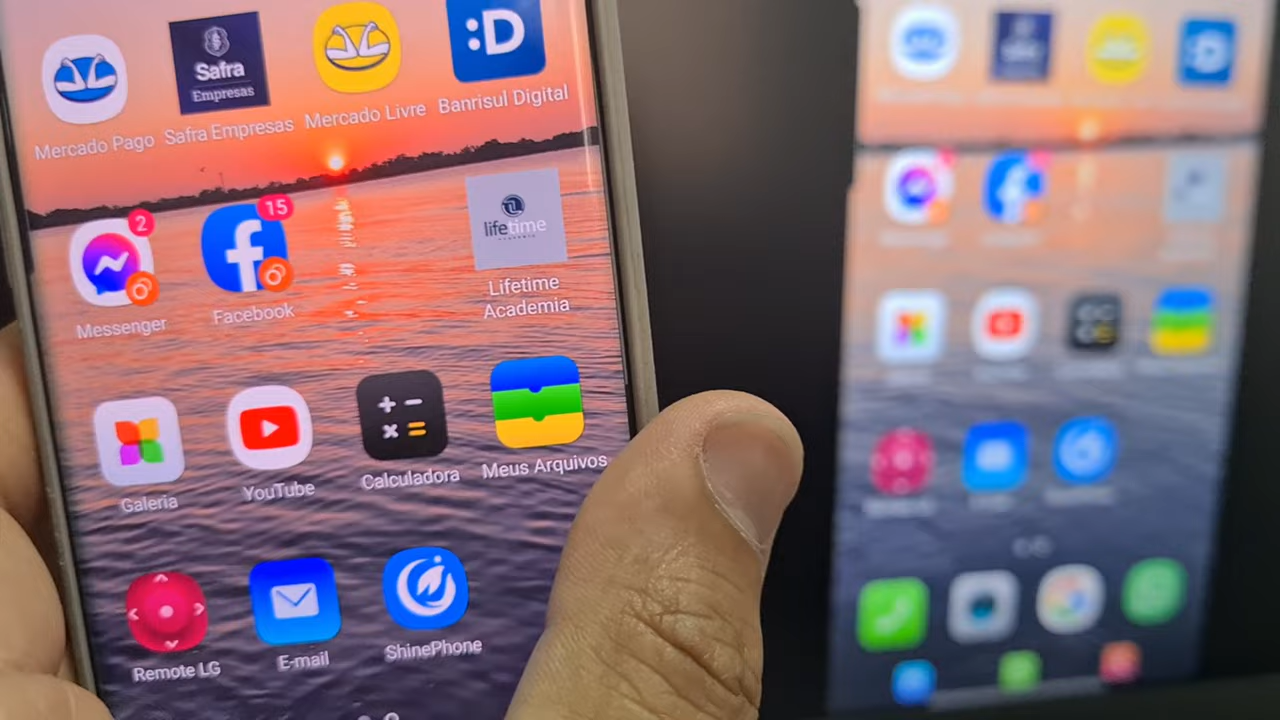 Safra
Empresas
:D
Mercado Pago
Safra Empresas
Mercado Livre
Banrisul Digital
2
15
lifetime
Messenger
Facebook
Lifetime
Academia
Galeria
YouTube
Calculadora
Meus Arquivos
Remote LG
E-mail
ShinePhone